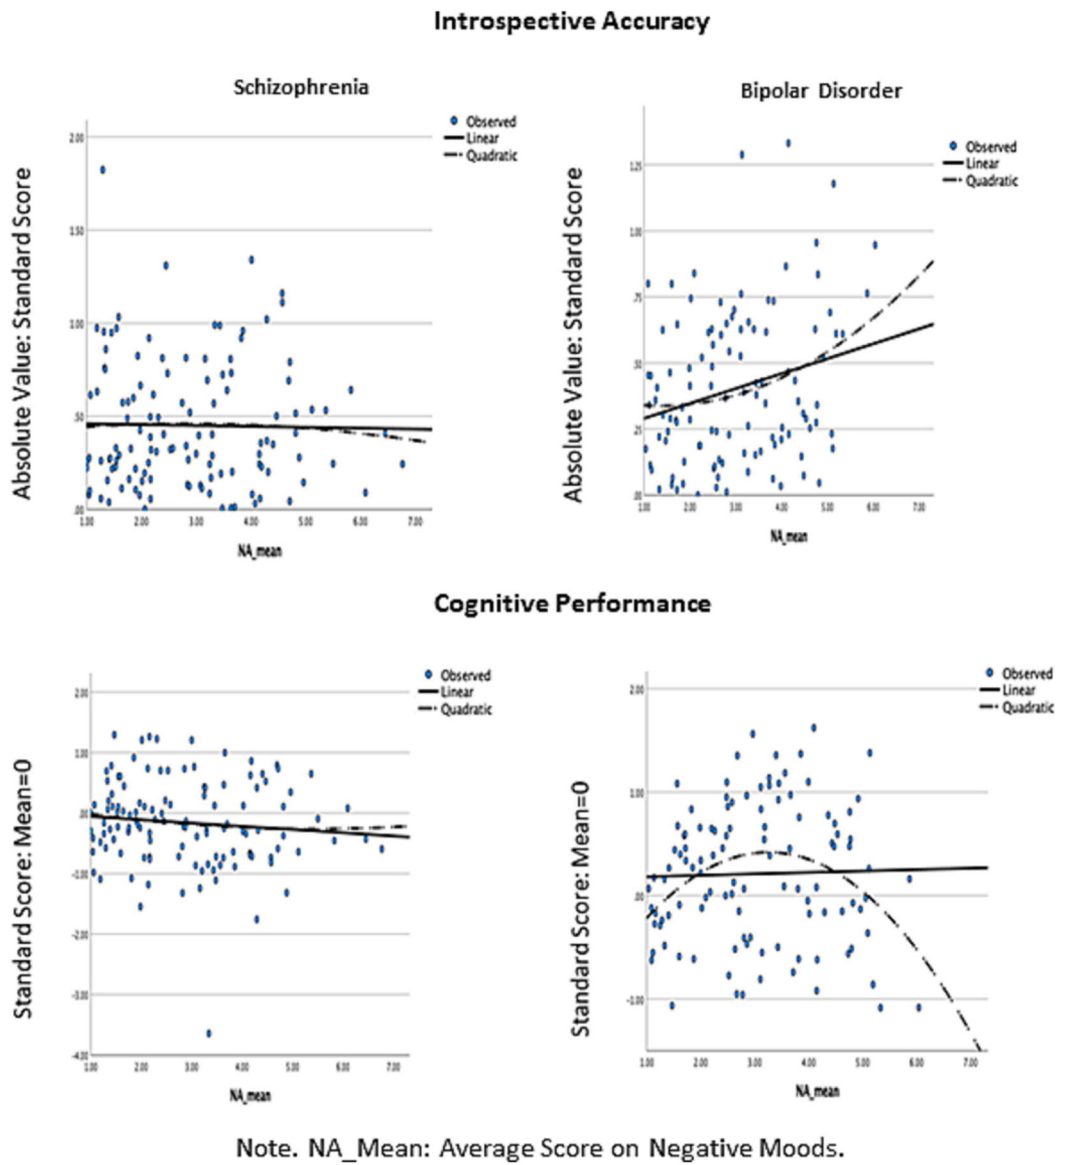 Introspective Accuracy
Schizophrenia
Bipolar Disorder
Observed
Linear
Quadratic
Observed
Linear
Quadratic
Absolute Value: Standard Score
2.00
1.50
1.00
.50
.00
1.00 2.00 3.00 4.00 5.00 6.00 7.00
NA_mean
Absolute Value: Standard Score
1.25
1.00
.75
.50
.25
.00
1.00 2.00 3.00 4.00 5.00 6.00 7.00
NA_mean
Cognitive Performance
Observed
Linear
Quadratic
Observed
Linear
Quadratic
Standard Score: Mean=0
2.00
1.00
.00
-1.00
-2.00
-3.00
-4.00
1.00 2.00 3.00 4.00 5.00 6.00 7.00
NA_mean
Standard Score: Mean=0
2.00
1.00
.00
-1.00
1.00 2.00 3.00 4.00 5.00 6.00 7.00
NA_mean
Note. NA_Mean: Average Score on Negative Moods.